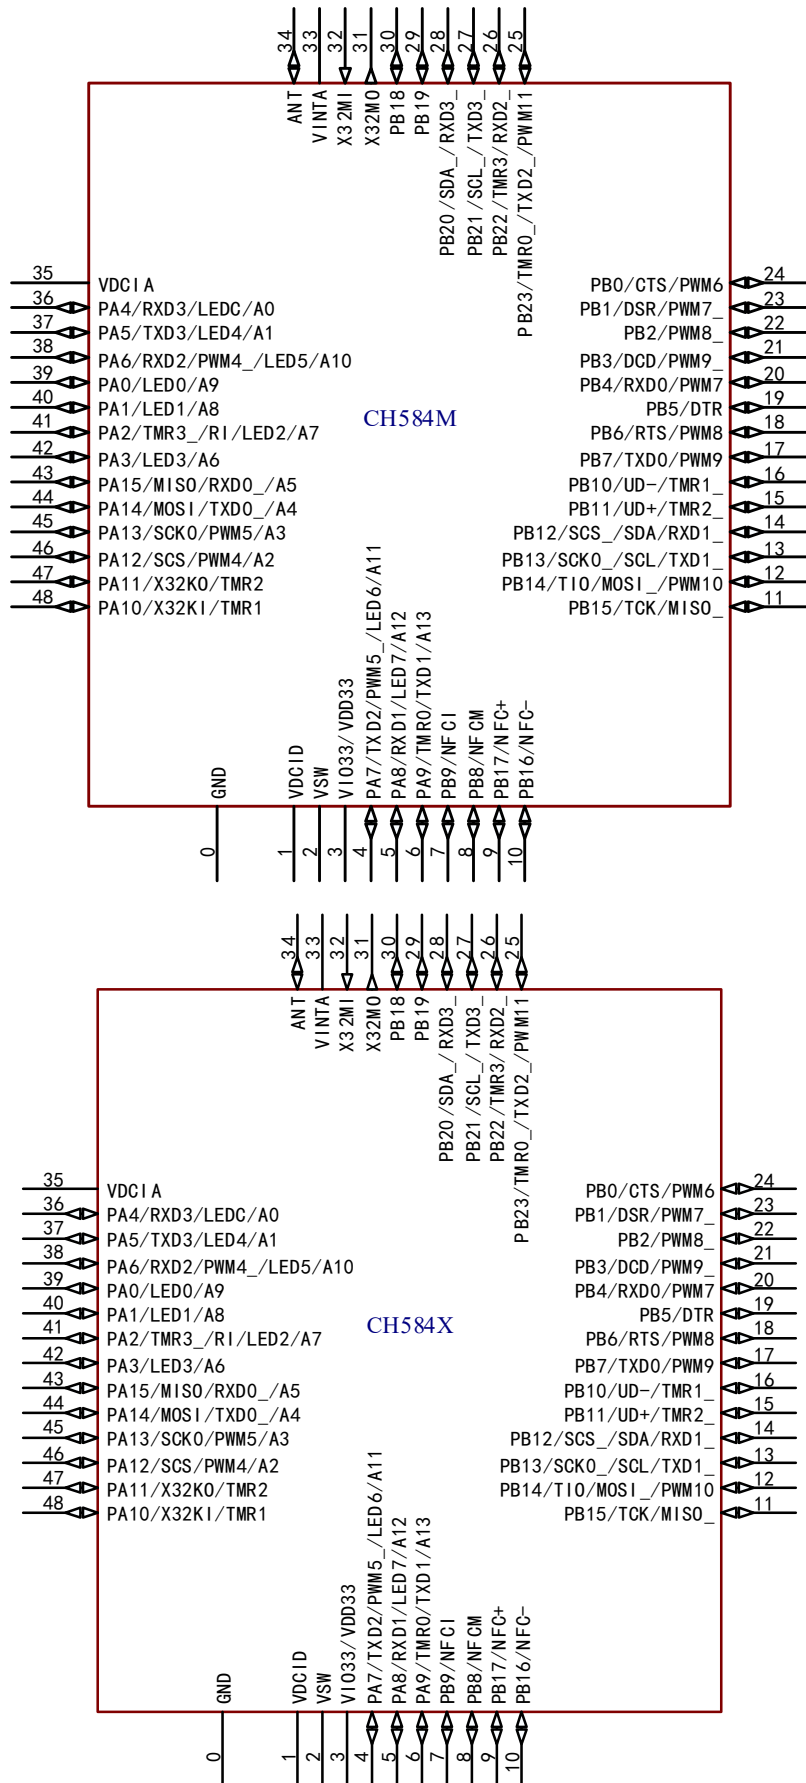 34 33 32 31 30 29 28 27 26 25
ANT
VINTA
X32MI
X32MO
PB18
PB19
PB20/SDA_/RXD3_
PB21/SCL_/TXD3_
PB22/TMR3/RXD2_
PB23/TMR0_/TXD2_/PWM11
35 VDCIA
36 PA4/RXD3/LEDC/A0
37 PA5/TXD3/LED4/A1
38 PA6/RXD2/PWM4_/LED5/A10
39 PA0/LED0/A9
40 PA1/LED1/A8
41 PA2/TMR3_/RI/LED2/A7
42 PA3/LED3/A6
43 PA15/MISO/RXD0_/A5
44 PA14/MOSI/TXD0_/A4
45 PA13/SCK0/PWM5/A3
46 PA12/SCS/PWM4/A2
47 PA11/X32KO/TMR2
48 PA10/X32KI/TMR1
CH584M
PB0/CTS/PWM6 24
PB1/DSR/PWM7_ 23
PB2/PWM8_ 22
PB3/DCD/PWM9_ 21
PB4/RXD0/PWM7 20
PB5/DTR 19
PB6/RTS/PWM8 18
PB7/TXD0/PWM9 17
PB10/UD-/TMR1_ 16
PB11/UD+/TMR2_ 15
PB12/SCS_/SDA/RXD1_ 14
PB13/SCK0_/SCL/TXD1_ 13
PB14/TIO/MOSI_/PWM10 12
PB15/TCK/MISO_ 11
GND
VDCID
VSW
VIO33/VDD33
PA7/TXD2/PWM5_/LED6/A11
PA8/RXD1/LED7/A12
PA9/TMR0/TXD1/A13
PB9/NFCI
PB8/NFCM
PB17/NFC+
PB16/NFC-
0 1 2 3 4 5 6 7 8 9 10
34 33 32 31 30 29 28 27 26 25
ANT
VINTA
X32MI
X32MO
PB18
PB19
PB20/SDA_/RXD3_
PB21/SCL_/TXD3_
PB22/TMR3/RXD2_
PB23/TMR0_/TXD2_/PWM11
35 VDCIA
36 PA4/RXD3/LEDC/A0
37 PA5/TXD3/LED4/A1
38 PA6/RXD2/PWM4_/LED5/A10
39 PA0/LED0/A9
40 PA1/LED1/A8
41 PA2/TMR3_/RI/LED2/A7
42 PA3/LED3/A6
43 PA15/MISO/RXD0_/A5
44 PA14/MOSI/TXD0_/A4
45 PA13/SCK0/PWM5/A3
46 PA12/SCS/PWM4/A2
47 PA11/X32KO/TMR2
48 PA10/X32KI/TMR1
CH584X
PB0/CTS/PWM6 24
PB1/DSR/PWM7_ 23
PB2/PWM8_ 22
PB3/DCD/PWM9_ 21
PB4/RXD0/PWM7 20
PB5/DTR 19
PB6/RTS/PWM8 18
PB7/TXD0/PWM9 17
PB10/UD-/TMR1_ 16
PB11/UD+/TMR2_ 15
PB12/SCS_/SDA/RXD1_ 14
PB13/SCK0_/SCL/TXD1_ 13
PB14/TIO/MOSI_/PWM10 12
PB15/TCK/MISO_ 11
GND
VDCID
VSW
VIO33/VDD33
PA7/TXD2/PWM5_/LED6/A11
PA8/RXD1/LED7/A12
PA9/TMR0/TXD1/A13
PB9/NFCI
PB8/NFCM
PB17/NFC+
PB16/NFC-
0 1 2 3 4 5 6 7 8 9 10